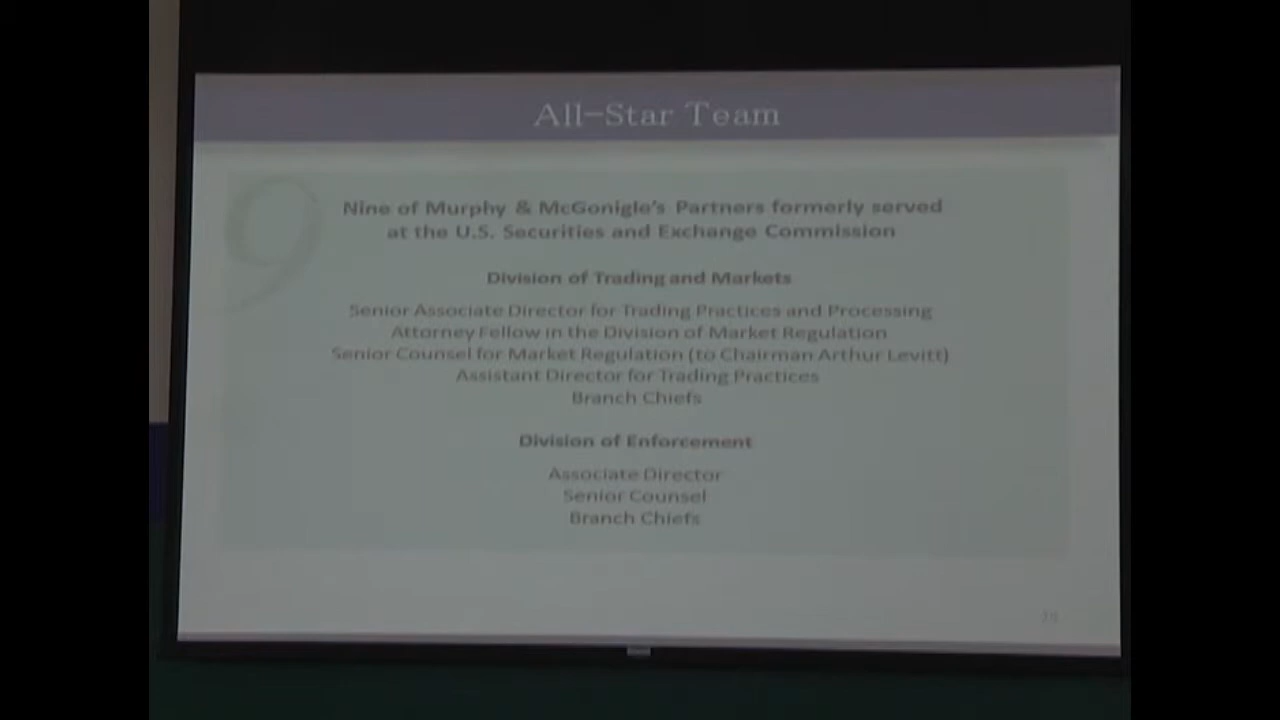 All-Star Team
9
Nine of Murphy & McGonigle's Partners formerly served
at the U.S. Securities and Exchange Commission
Division of Trading and Markets
Senior Associate Director for Trading Practices and Processing
Attorney Fellow in the Division of Market Regulation
Senior Counsel for Market Regulation (to Chairman Arthur Levitt)
Assistant Director for Trading Practices
Branch Chiefs
Division of Enforcement
Associate Director
Senior Counsel
Branch Chiefs